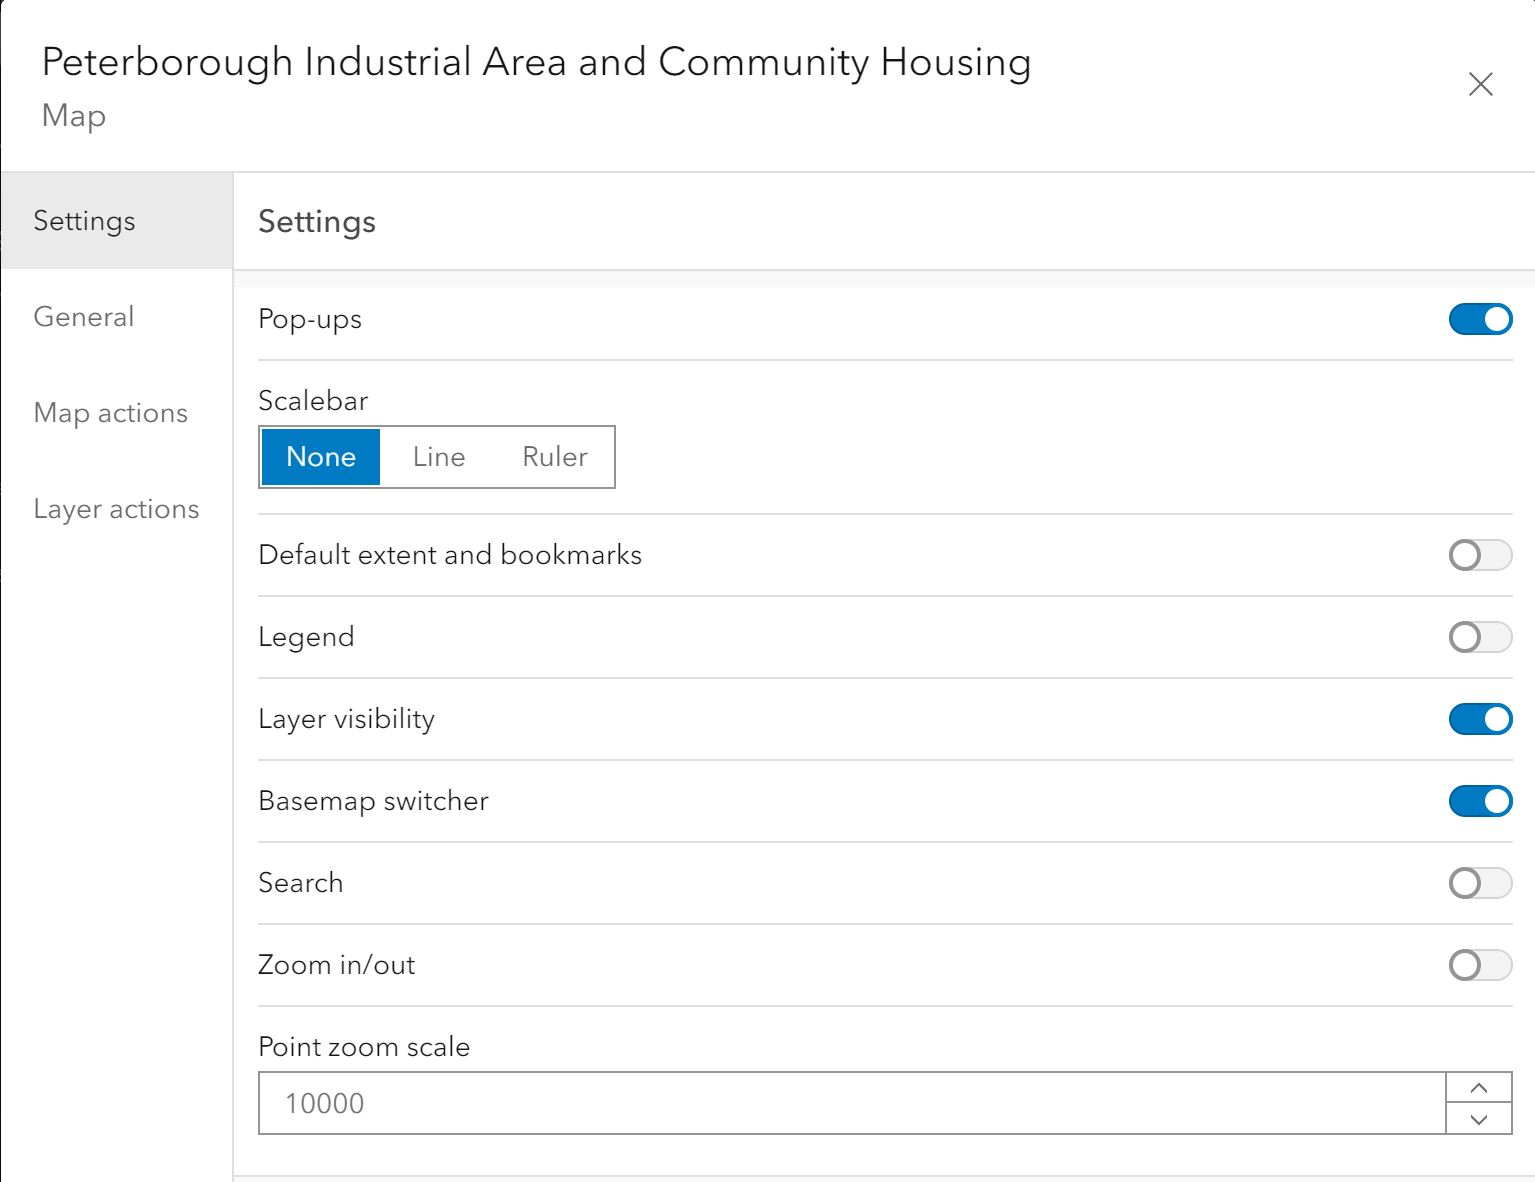 Peterborough Industrial Area and Community Housing
Map
Settings
General
Map actions
Layer actions
Settings
Pop-ups
Scalebar
None Line Ruler
Default extent and bookmarks
Legend
Layer visibility
Basemap switcher
Search
Zoom in/out
Point zoom scale
10000